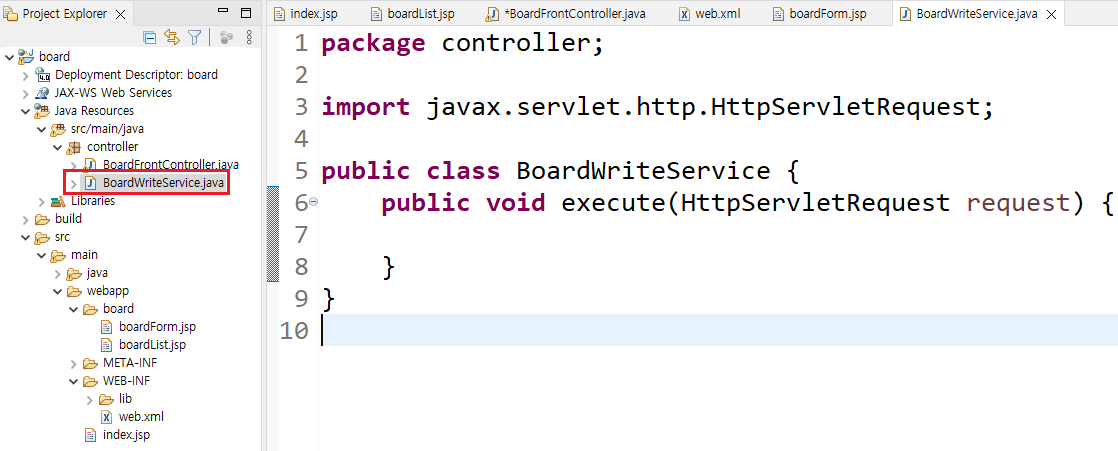 Project Explorer
board
Deployment Descriptor: board
JAX-WS Web Services
Java Resources
src/main/java
controller
BoardFrontController.java
BoardWriteService.java
Libraries
build
src
main
java
webapp
board
boardForm.jsp
boardList.jsp
META-INF
WEB-INF
lib
web.xml
index.jsp
index.jsp boardList.jsp *BoardFrontController.java web.xml boardForm.jsp BoardWriteService.java
1 package controller;
2
3 import javax.servlet.http.HttpServletRequest;
4
5 public class BoardWriteService {
6 public void execute(HttpServletRequest request) {
7
8 }
9 }
10